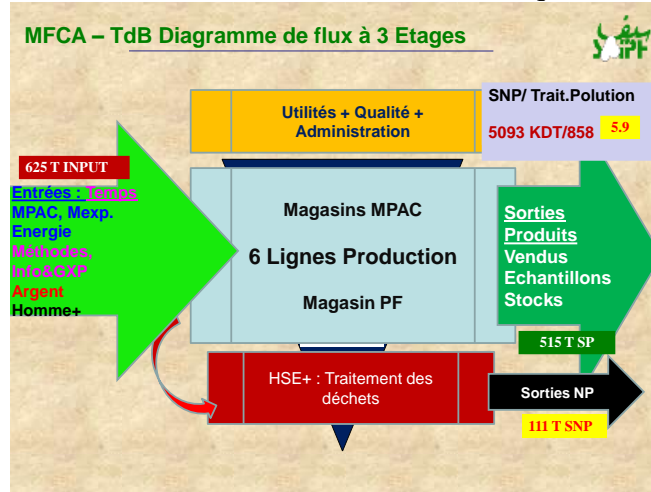 MFCA – TdB Diagramme de flux à 3 Etages
سيف
SAIPH
SNP/ Trait.Polution
5093 KDT/858
5.9
Utilités + Qualité +
Administration
625 T INPUT
Entrées : Temps
MPAC, Mexp.
Energie
Méthodes,
Info&GXP
Argent
Homme+
Magasins MPAC
6 Lignes Production
Magasin PF
Sorties
Produits
Vendus
Echantillons
Stocks
515 T SP
HSE+ : Traitement des
déchets
Sorties NP
111 T SNP